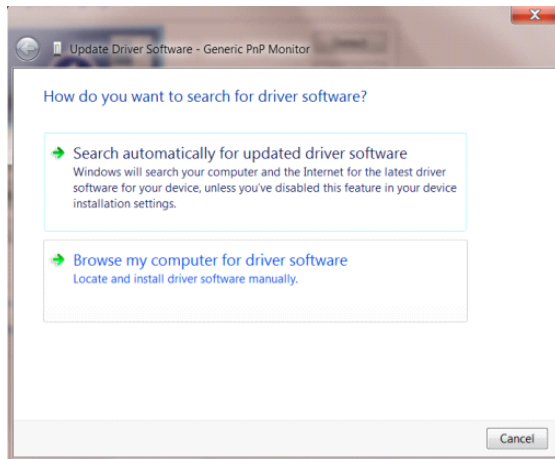 Update Driver Software - Generic PnP Monitor
How do you want to search for driver software?
Search automatically for updated driver software
Windows will search your computer and the Internet for the latest driver
software for your device, unless you've disabled this feature in your device
installation settings.
Browse my computer for driver software
Locate and install driver software manually.
Cancel